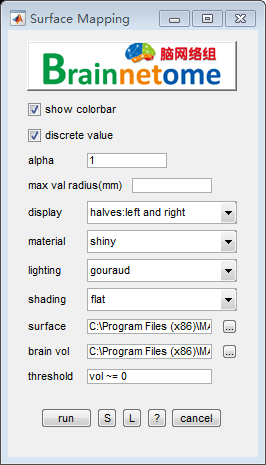 Surface Mapping
脑网络组
Brainnetome
show colorbar
discrete value
alpha 1
max val radius(mm)
display halves:left and right
material shiny
lighting gouraud
shading flat
surface C:\Program Files (x86)\MA ...
brain vol C:\Program Files (x86)\MA ...
threshold vol ~= 0
run S L ? cancel